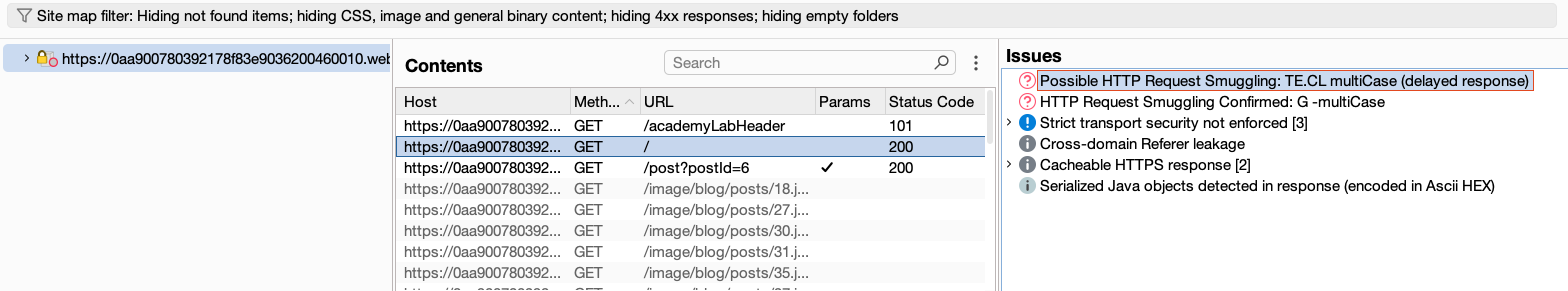 Site map filter: Hiding not found items; hiding CSS, image and general binary content; hiding 4xx responses; hiding empty folders
https://0aa900780392178f83e9036200460010.web
Contents
Search
Host Meth... URL Params Status Code
https://0aa900780392... GET /academyLabHeader 101
https://0aa900780392... GET / 200
https://0aa900780392... GET /post?postId=6 ✓ 200
https://0aa900780392... GET /image/blog/posts/18.j...
https://0aa900780392... GET /image/blog/posts/27.j...
https://0aa900780392... GET /image/blog/posts/30.j...
https://0aa900780392... GET /image/blog/posts/31.j...
https://0aa900780392... GET /image/blog/posts/35.j...
Issues
Possible HTTP Request Smuggling: TE.CL multiCase (delayed response)
HTTP Request Smuggling Confirmed: G -multiCase
Strict transport security not enforced [3]
Cross-domain Referer leakage
Cacheable HTTPS response [2]
Serialized Java objects detected in response (encoded in Ascii HEX)